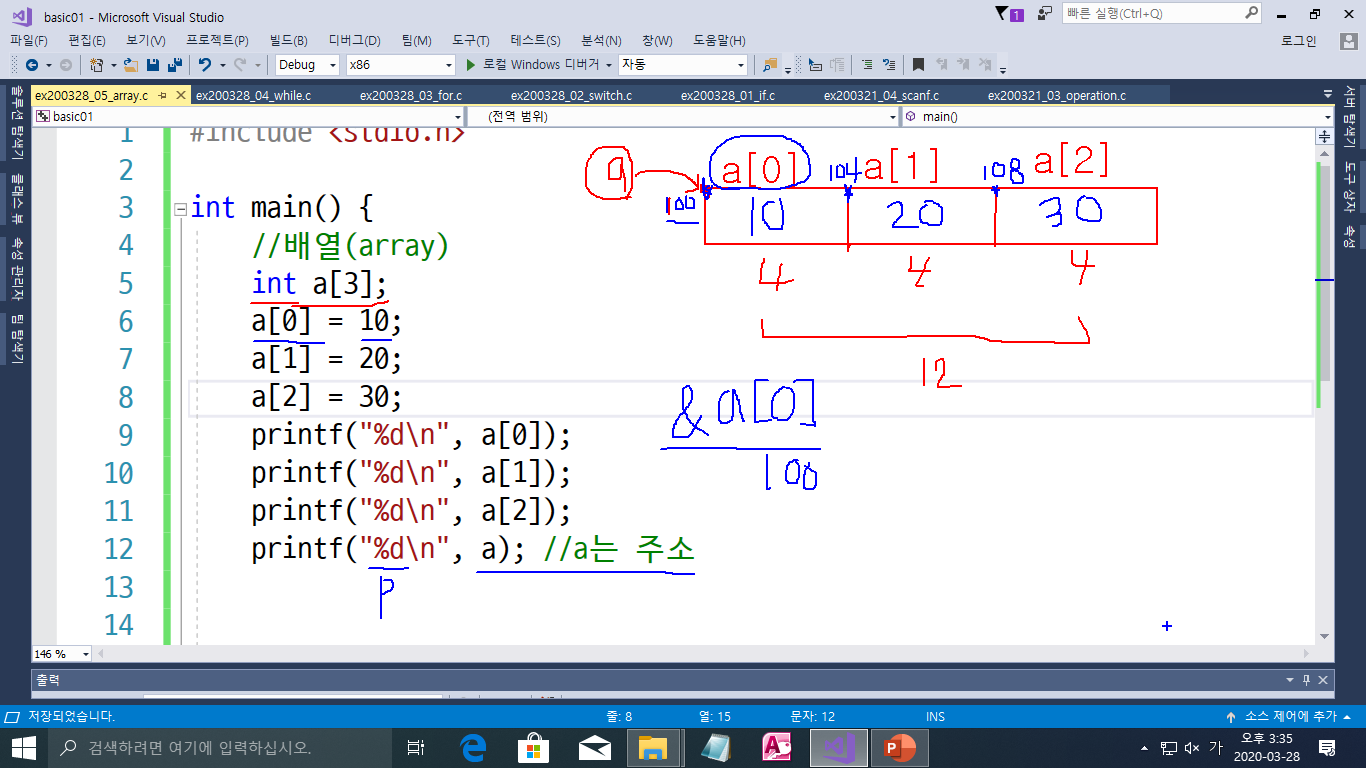 basic01 - Microsoft Visual Studio
1
빠른 실행(Ctrl+Q)
파일(F) 편집(E) 보기(V) 프로젝트(P) 빌드(B) 디버그(D) 팀(M) 도구(T) 테스트(S) 분석(N) 창(W) 도움말(H) 로그인
Debug x86 로컬 Windows 디버거 자동
ex200328_05_array.c ex200328_04_while.c ex200328_03_for.c ex200328_02_switch.c ex200328_01_if.c ex200321_04_scanf.c ex200321_03_operation.c
basic01 (전역 범위) main()
솔루션 탐색기
클래스 뷰
속성 관리자
팀 탐색기
서버 탐색기
도구 상자
속성
1 #include <stdio.h>
2
3 int main() {
4 //배열(array)
5 int a[3];
6 a[0] = 10;
7 a[1] = 20;
8 a[2] = 30;
9 printf("%d\n", a[0]);
10 printf("%d\n", a[1]);
11 printf("%d\n", a[2]);
12 printf("%d\n", a); //a는 주소
13
14
a a[0] 104 a[1] 108 a[2]
100 10 20 30
4 4 4
12
&a[0]
100
P
146 %
출력
저장되었습니다. 줄: 8 열: 15 문자: 12 INS 소스 제어에 추가
검색하려면 여기에 입력하십시오.
가 오후 3:35
2020-03-28